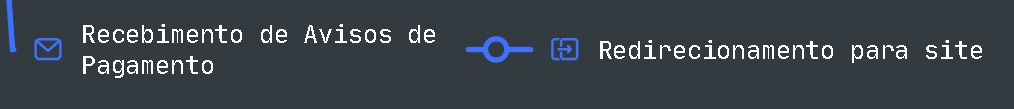 Recebimento de Avisos de
Pagamento
Redirecionamento para site